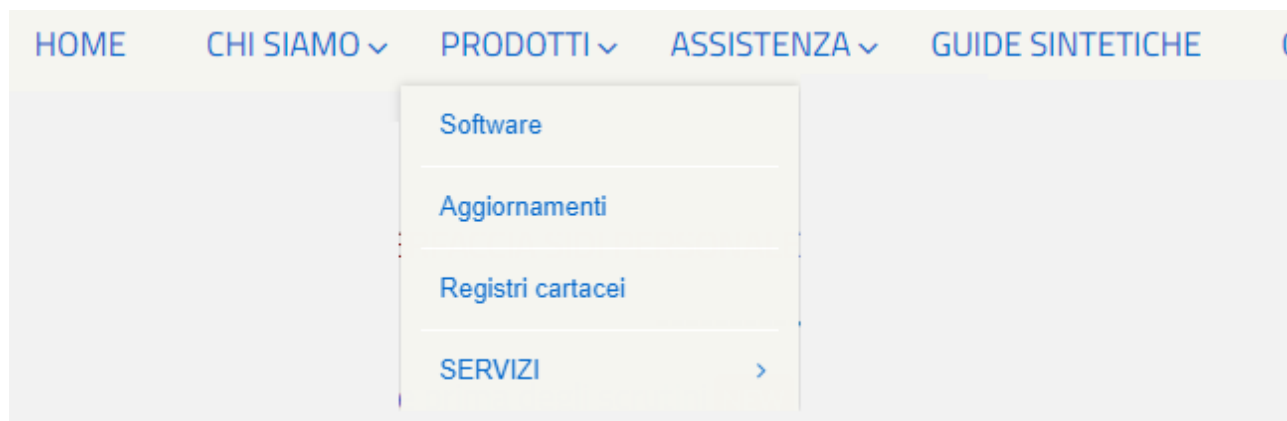 HOME CHI SIAMO PRODOTTI ASSISTENZA GUIDE SINTETICHE
Software
Aggiornamenti
Registri cartacei
SERVIZI